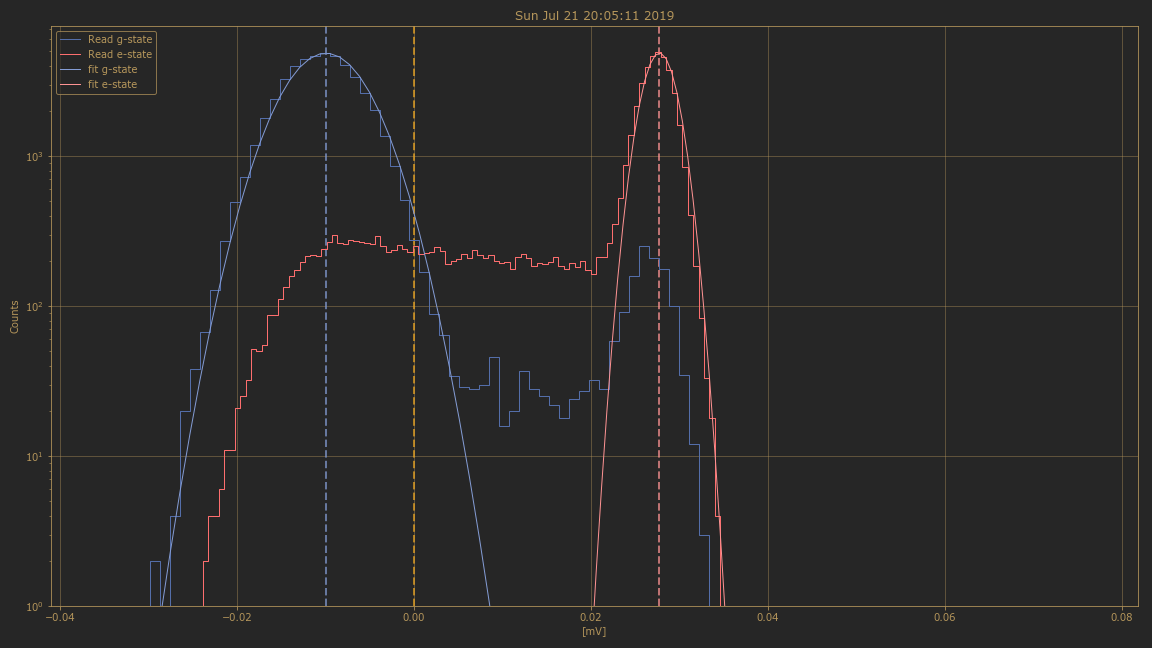 Sun Jul 21 20:05:11 2019
Read g-state
Read e-state
fit g-state
fit e-state
Counts
10³
10²
10¹
10⁰
−0.04 −0.02 0.00 0.02 0.04 0.06 0.08
[mV]